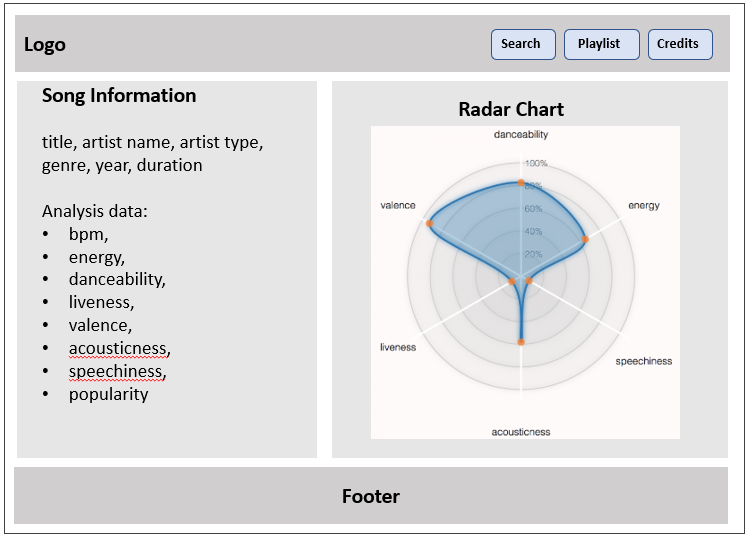 Logo
Search
Playlist
Credits
Song Information
title, artist name, artist type,
genre, year, duration
Analysis data:
• bpm,
• energy,
• danceability,
• liveness,
• valence,
• acousticness,
• speechiness,
• popularity
Radar Chart
danceability
100%
80%
60%
40%
20%
valence
energy
liveness
speechiness
acousticness
Footer